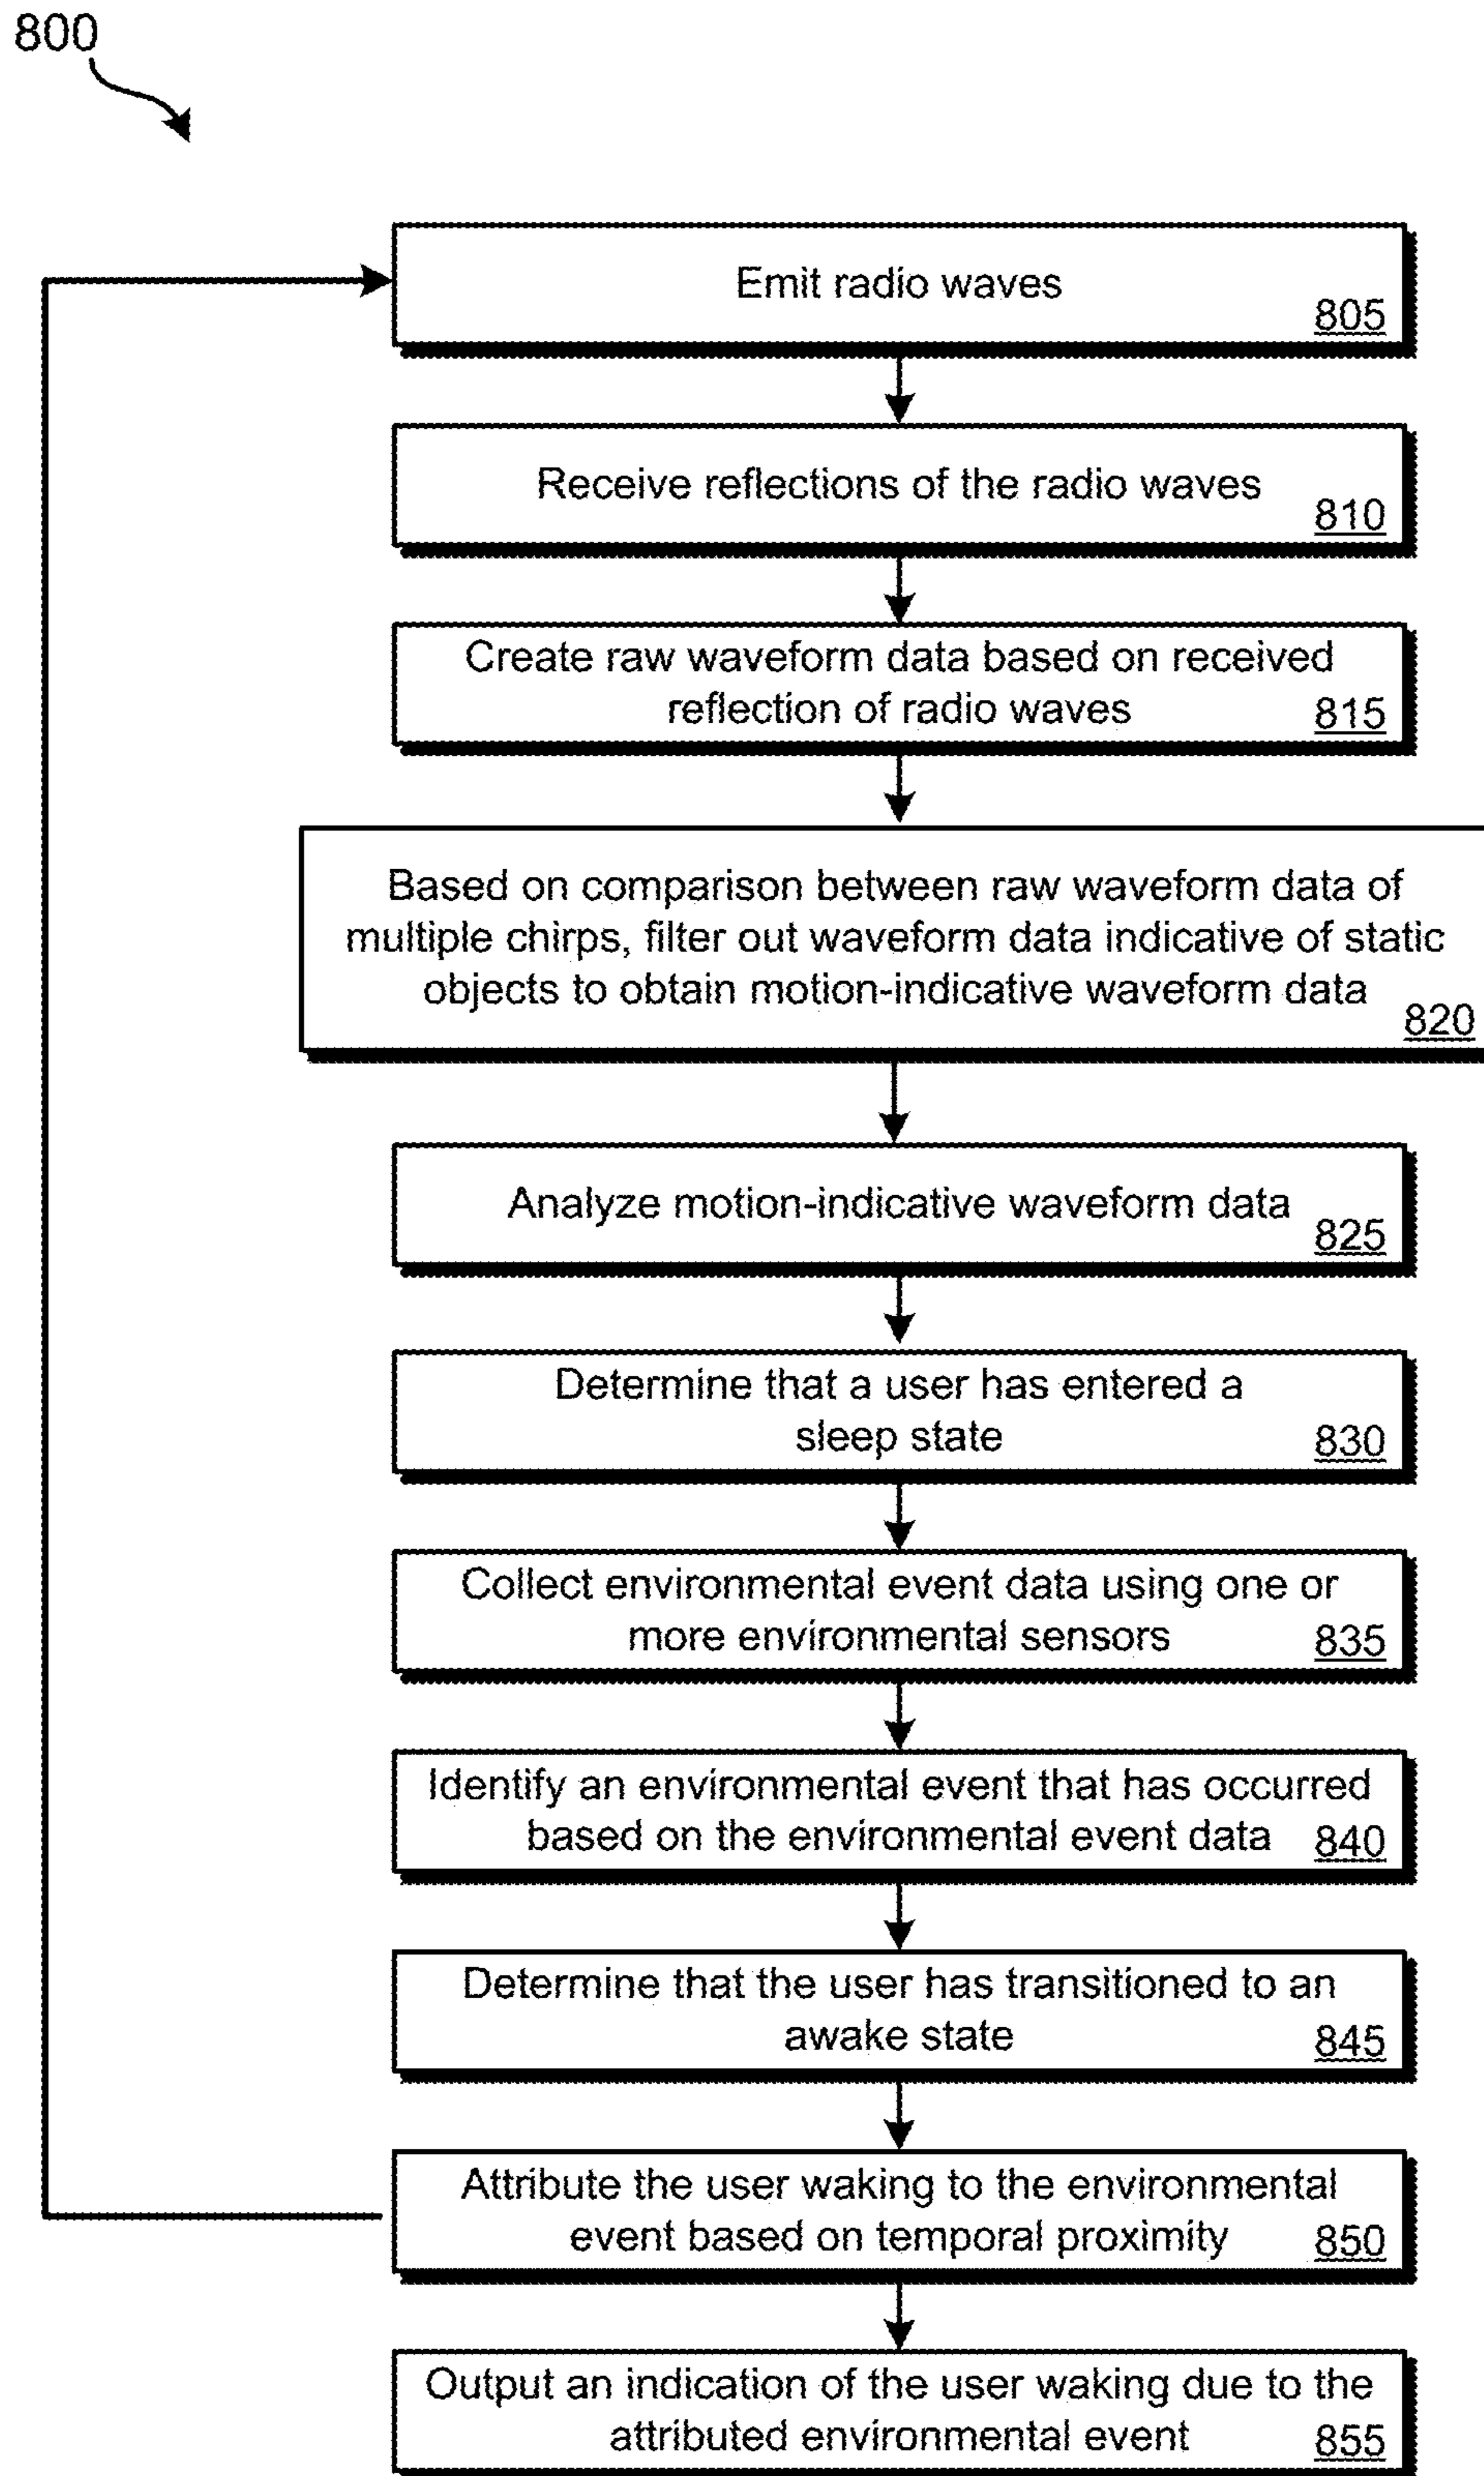 800
Emit radio waves
805
Receive reflections of the radio waves
810
Create raw waveform data based on received
reflection of radio waves
815
Based on comparison between raw waveform data of
multiple chirps, filter out waveform data indicative of static
objects to obtain motion-indicative waveform data
820
Analyze motion-indicative waveform data
825
Determine that a user has entered a
sleep state
830
Collect environmental event data using one or
more environmental sensors
835
Identify an environmental event that has occurred
based on the environmental event data
840
Determine that the user has transitioned to an
awake state
845
Attribute the user waking to the environmental
event based on temporal proximity
850
Output an indication of the user waking due to the
attributed environmental event
855